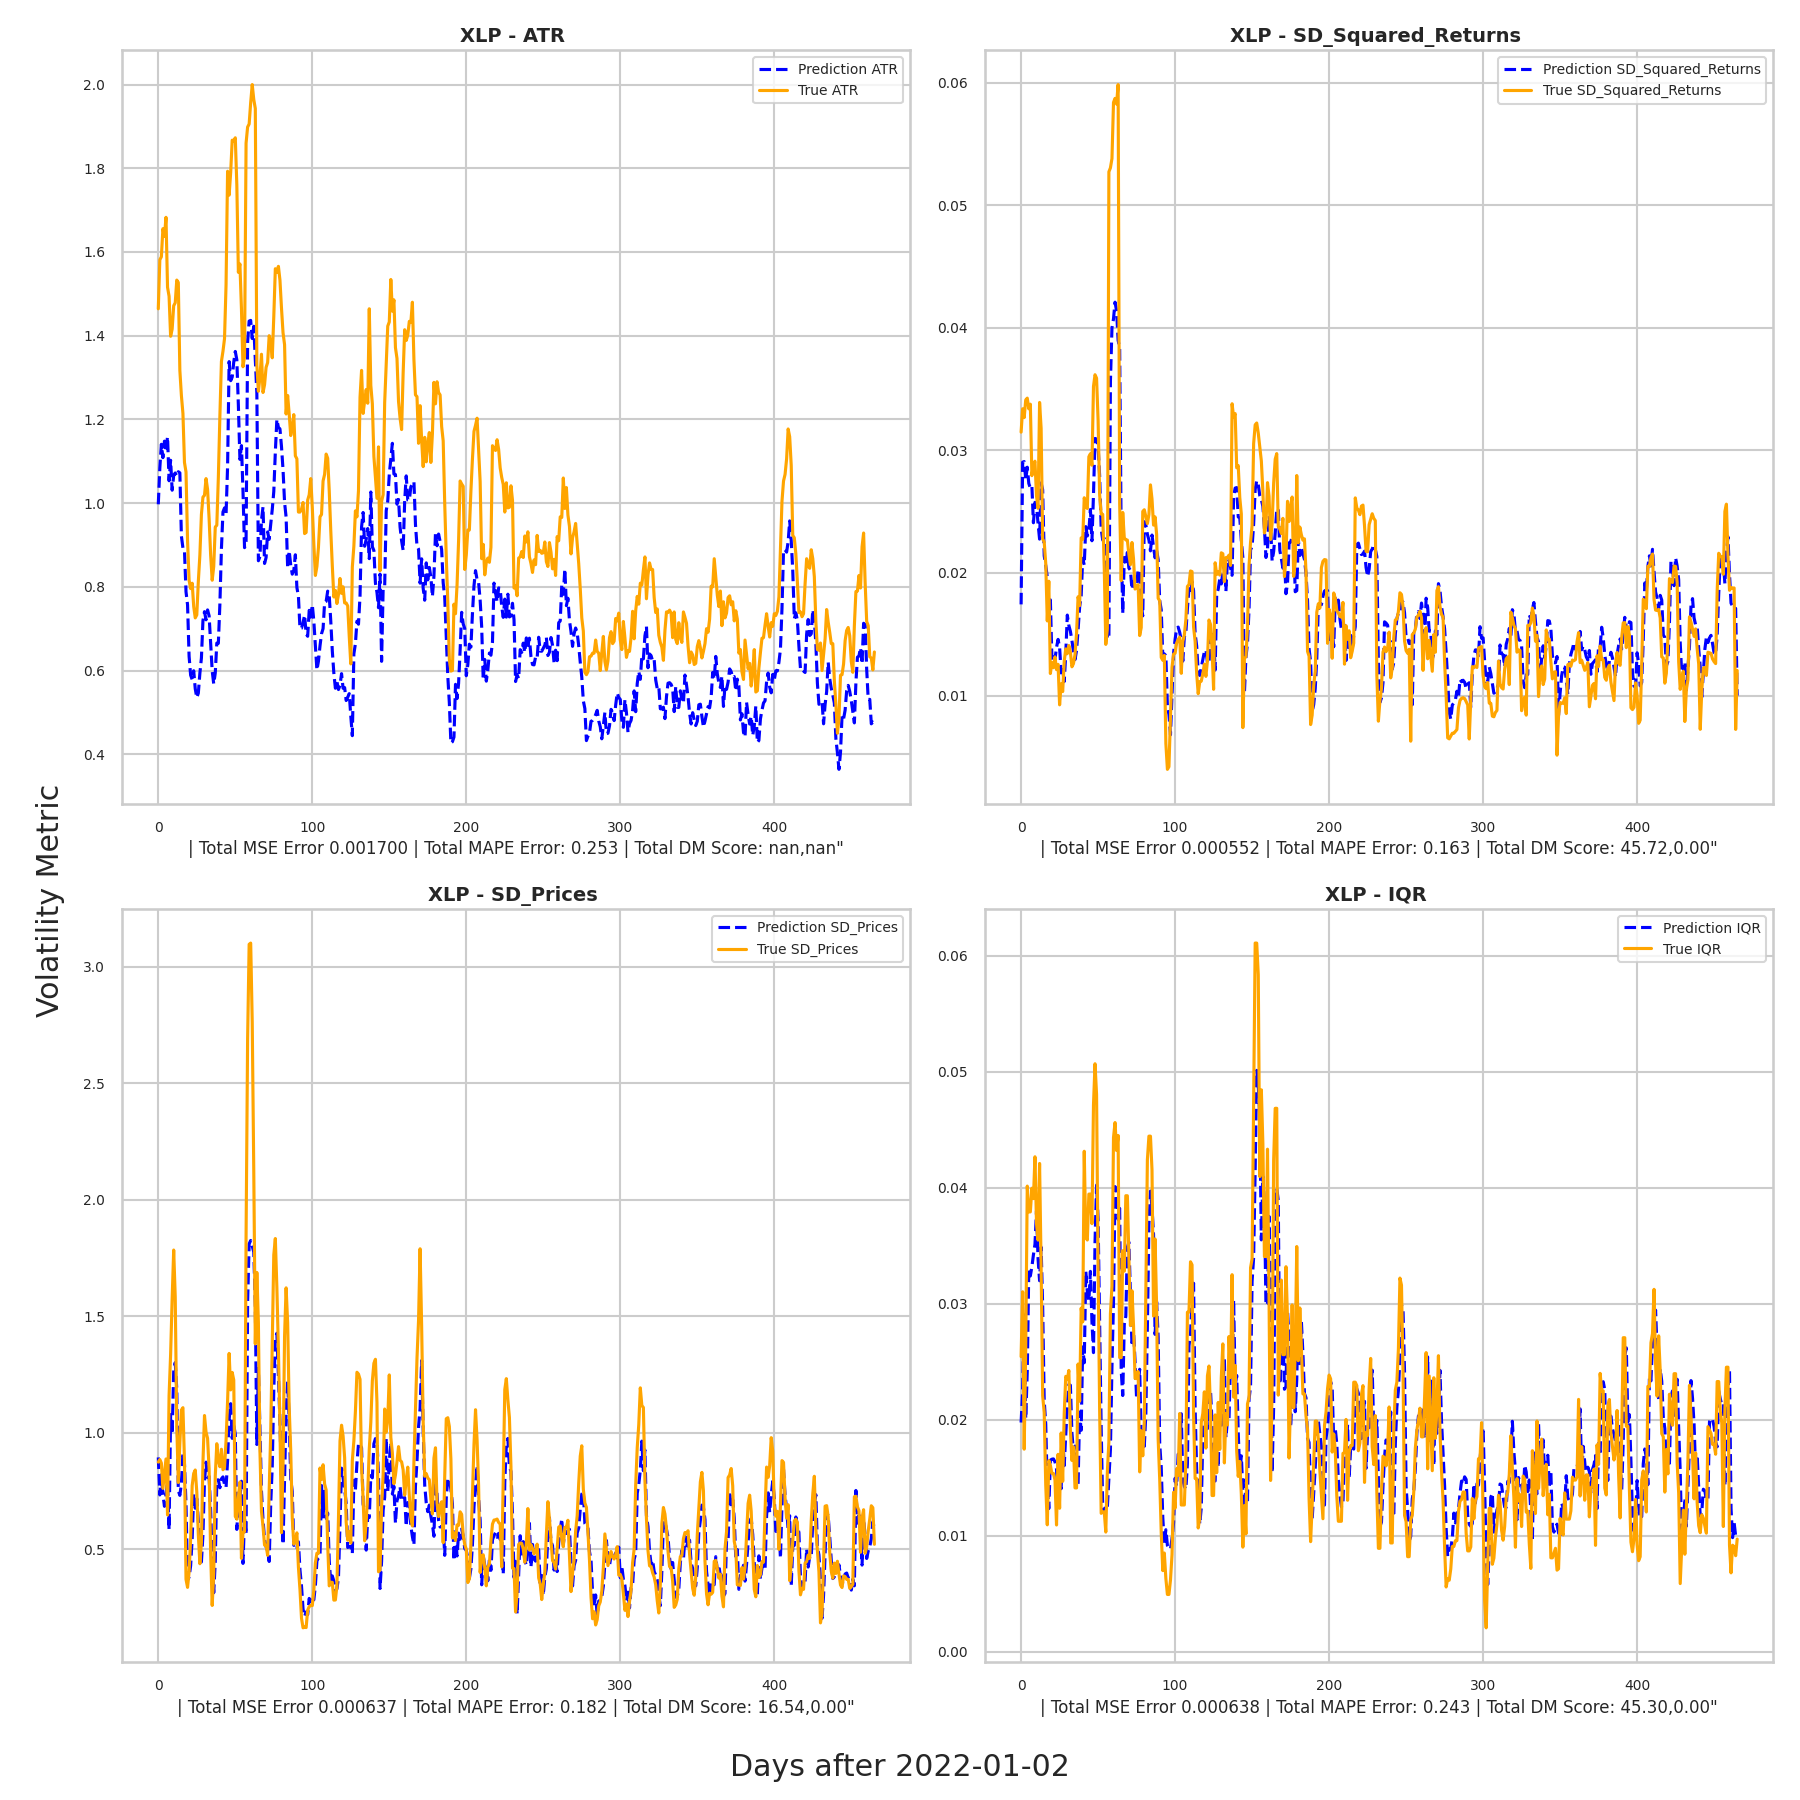 XLP - ATR
Prediction ATR
True ATR
2.0
1.8
1.6
1.4
1.2
1.0
0.8
0.6
0.4
0 100 200 300 400
| Total MSE Error 0.001700 | Total MAPE Error: 0.253 | Total DM Score: nan,nan"
XLP - SD_Squared_Returns
Prediction SD_Squared_Returns
True SD_Squared_Returns
0.06
0.05
0.04
0.03
0.02
0.01
0 100 200 300 400
| Total MSE Error 0.000552 | Total MAPE Error: 0.163 | Total DM Score: 45.72,0.00"
Volatility Metric
XLP - SD_Prices
Prediction SD_Prices
True SD_Prices
3.0
2.5
2.0
1.5
1.0
0.5
0 100 200 300 400
| Total MSE Error 0.000637 | Total MAPE Error: 0.182 | Total DM Score: 16.54,0.00"
XLP - IQR
Prediction IQR
True IQR
0.06
0.05
0.04
0.03
0.02
0.01
0.00
0 100 200 300 400
| Total MSE Error 0.000638 | Total MAPE Error: 0.243 | Total DM Score: 45.30,0.00"
Days after 2022-01-02